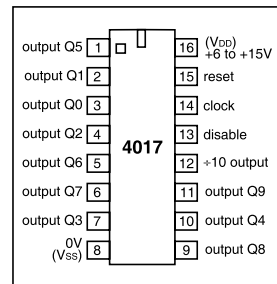 output Q5 1
output Q1 2
output Q0 3
output Q2 4
output Q6 5
output Q7 6
output Q3 7
0V
(VSS) 8
4017
16 (VDD)
+6 to +15V
15 reset
14 clock
13 disable
12 ÷10 output
11 output Q9
10 output Q4
9 output Q8